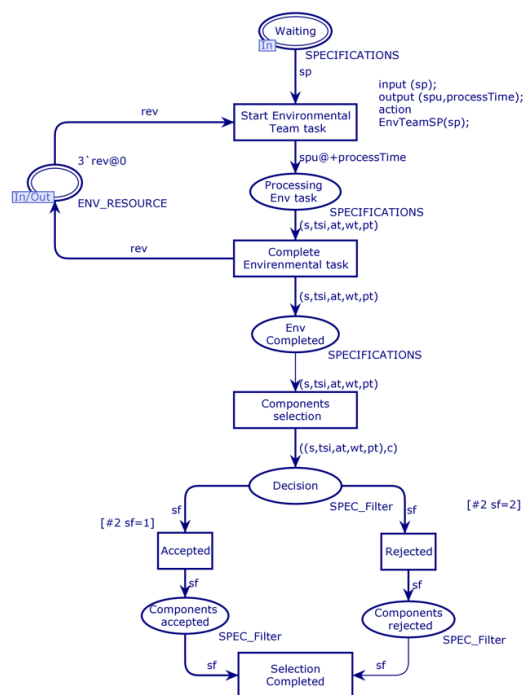 Waiting
In
SPECIFICATIONS
sp
input (sp);
output (spu,processTime);
action
EnvTeamSP(sp);
rev
Start Environmental
Team task
3`rev@0
spu@+processTime
In/Out
ENV_RESOURCE
Processing
Env task
SPECIFICATIONS
(s,tsi,at,wt,pt)
rev
Complete
Envirenmental task
(s,tsi,at,wt,pt)
Env
Completed
SPECIFICATIONS
(s,tsi,at,wt,pt)
Components
selection
((s,tsi,at,wt,pt),c)
Decision
SPEC_Filter
sf
sf
[#2 sf=1]
[#2 sf=2]
Accepted
Rejected
sf
sf
Components
accepted
SPEC_Filter
Components
rejected
SPEC_Filter
sf
sf
Selection
Completed